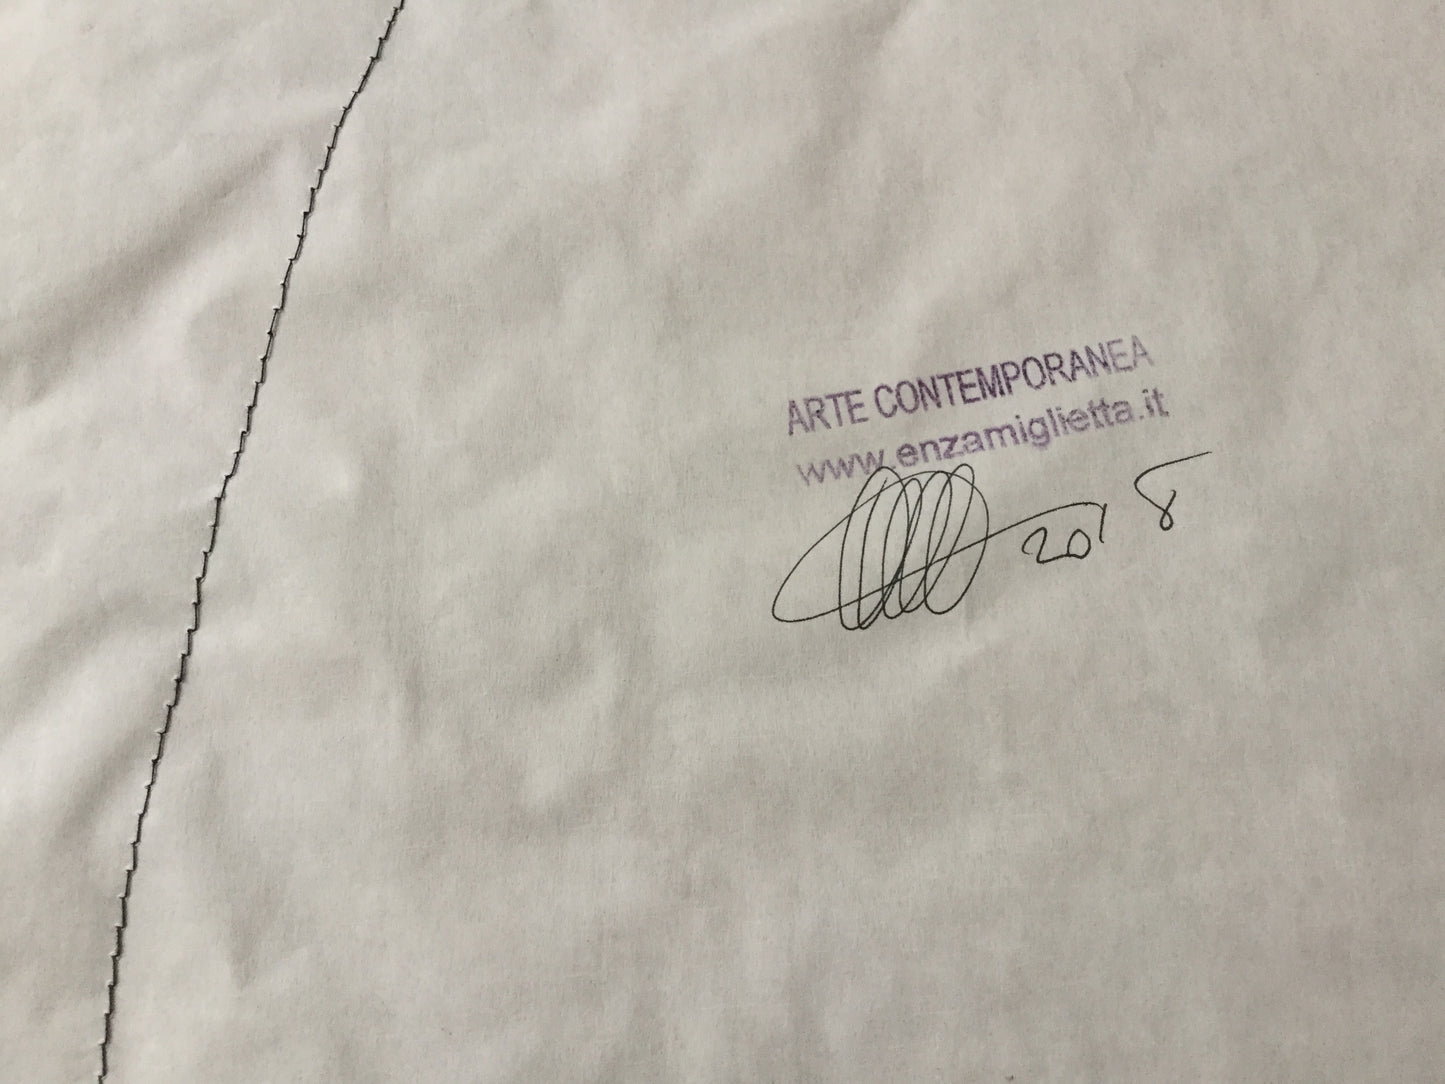 ARTE CONTEMPORANEA
www.enzamiglietta.it
2018